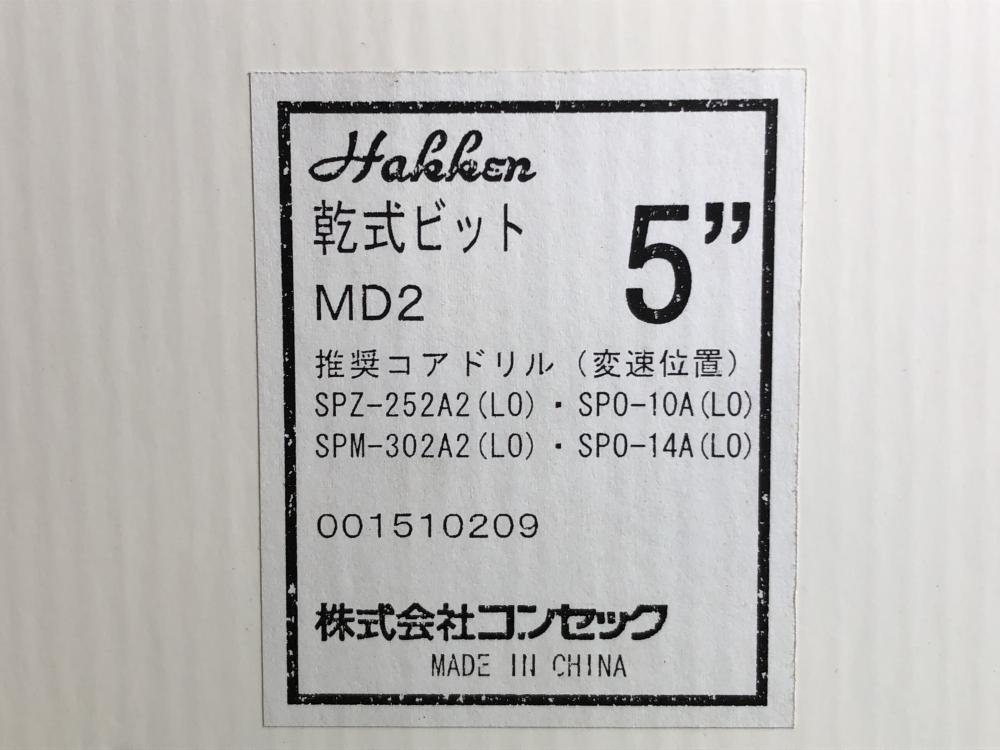 Hakken
乾式ビット
5”
MD2
推奨コアドリル（変速位置）
SPZ-252A2(LO)・SPO-10A(LO)
SPM-302A2(LO)・SPO-14A(LO)
001510209
株式会社コンセック
MADE IN CHINA